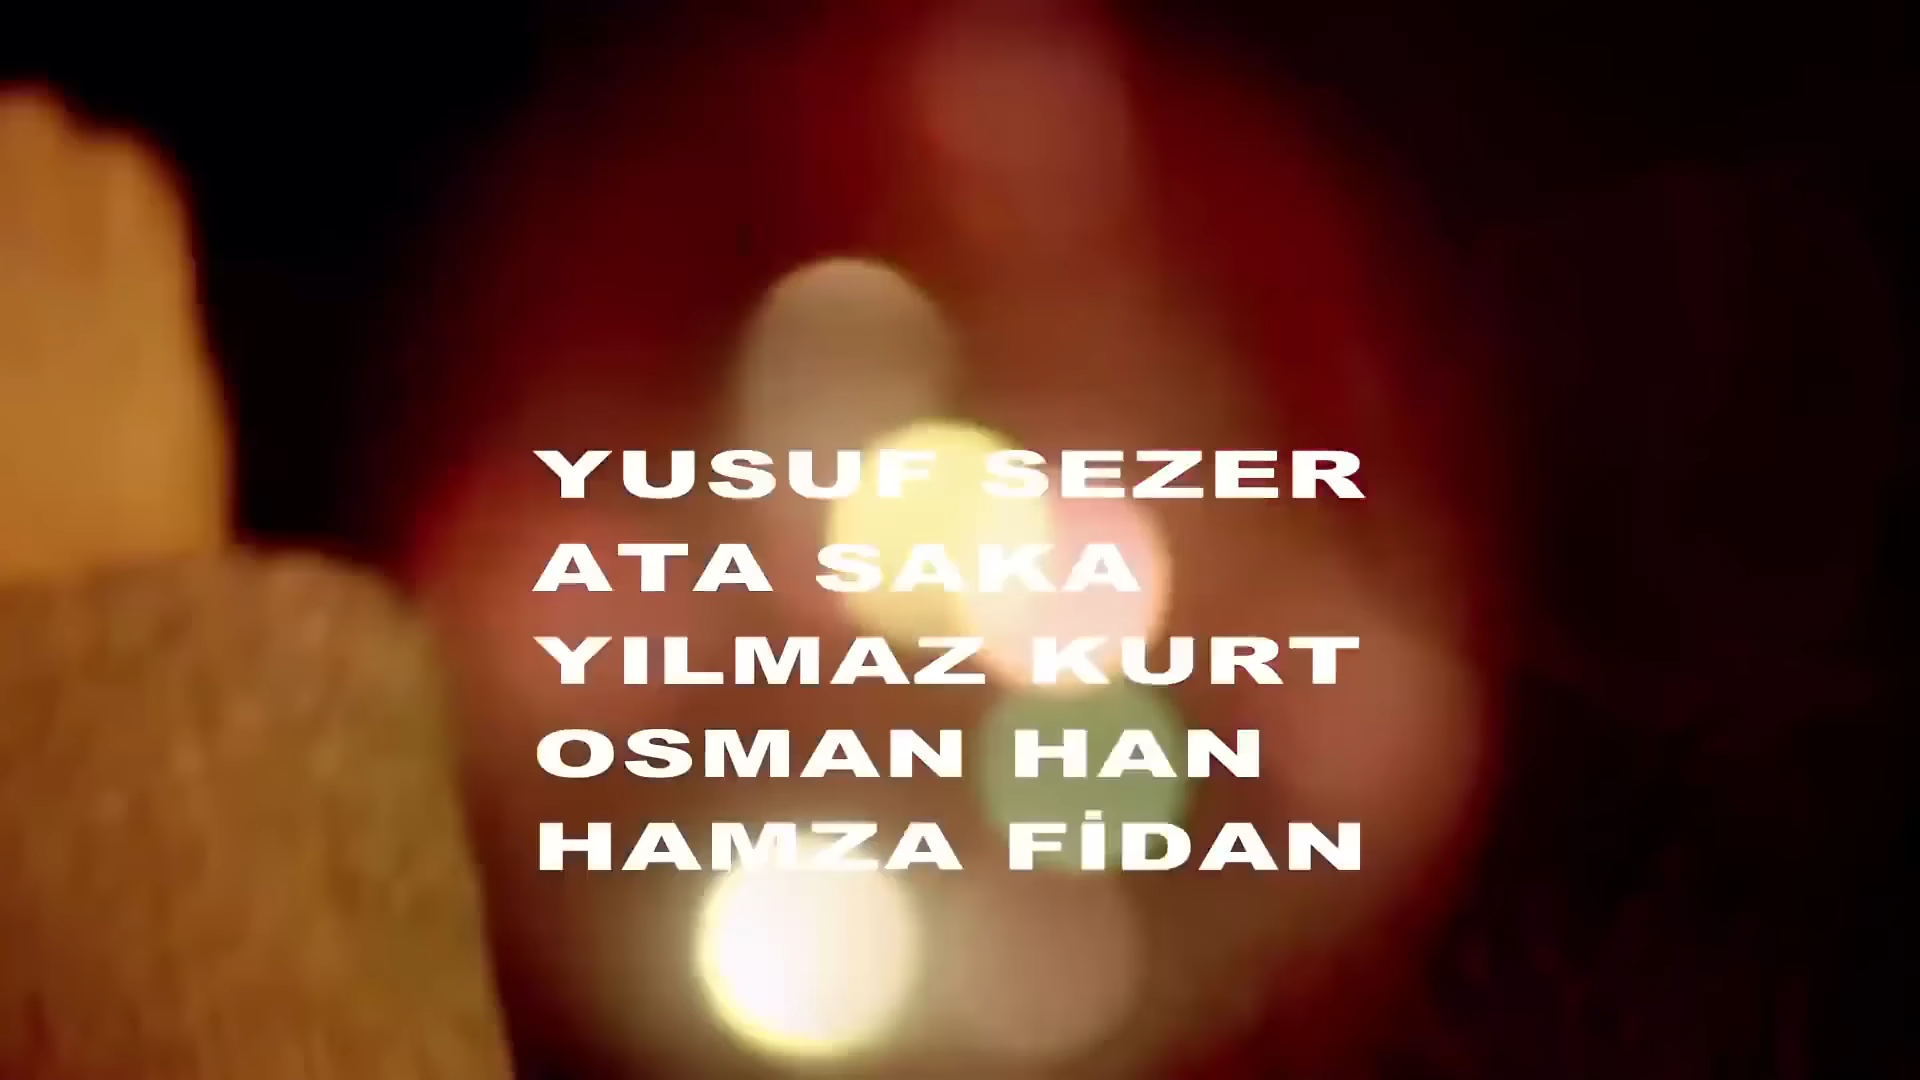 YUSUF SEZER
ATA SAKA
YILMAZ KURT
OSMAN HAN
HAMZA FİDAN